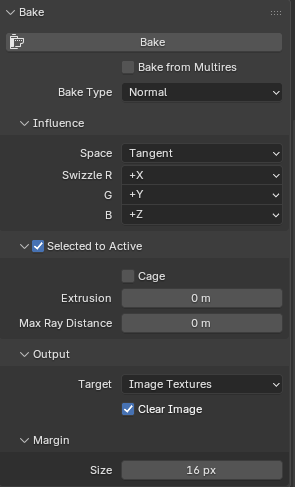 Bake
Bake
Bake from Multires
Bake Type Normal
Influence
Space Tangent
Swizzle R +X
G +Y
B +Z
Selected to Active
Cage
Extrusion 0 m
Max Ray Distance 0 m
Output
Target Image Textures
Clear Image
Margin
Size 16 px